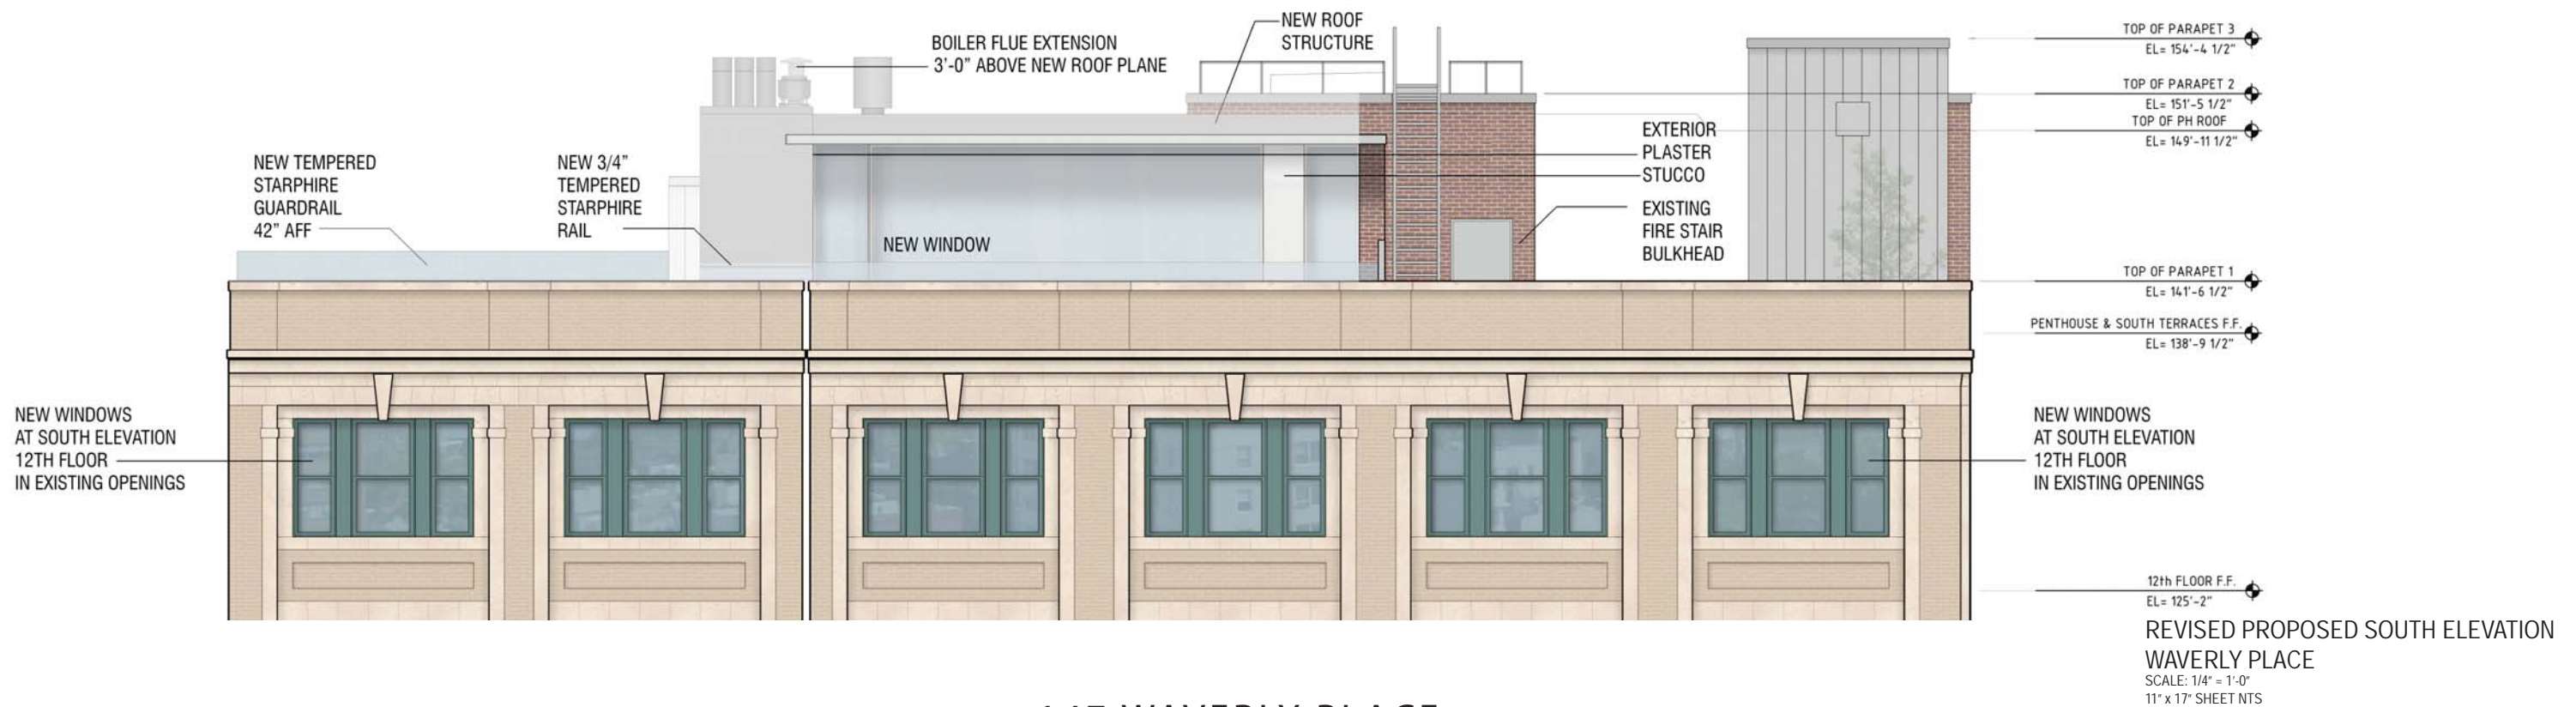 NEW ROOF
STRUCTURE
BOILER FLUE EXTENSION
3'-0" ABOVE NEW ROOF PLANE
NEW TEMPERED
STARPHIRE
GUARDRAIL
42" AFF
NEW 3/4"
TEMPERED
STARPHIRE
RAIL
NEW WINDOW
EXTERIOR
PLASTER
STUCCO
EXISTING
FIRE STAIR
BULKHEAD
TOP OF PARAPET 3
EL= 154'-4 1/2"
TOP OF PARAPET 2
EL= 151'-5 1/2"
TOP OF PH ROOF
EL= 149'-11 1/2"
TOP OF PARAPET 1
EL= 141'-6 1/2"
PENTHOUSE & SOUTH TERRACES F.F.
EL= 138'-9 1/2"
NEW WINDOWS
AT SOUTH ELEVATION
12TH FLOOR
IN EXISTING OPENINGS
NEW WINDOWS
AT SOUTH ELEVATION
12TH FLOOR
IN EXISTING OPENINGS
12th FLOOR F.F.
EL= 125'-2"
REVISED PROPOSED SOUTH ELEVATION
WAVERLY PLACE
SCALE: 1/4" = 1'-0"
11" x 17" SHEET NTS
WAVERLY PLACE